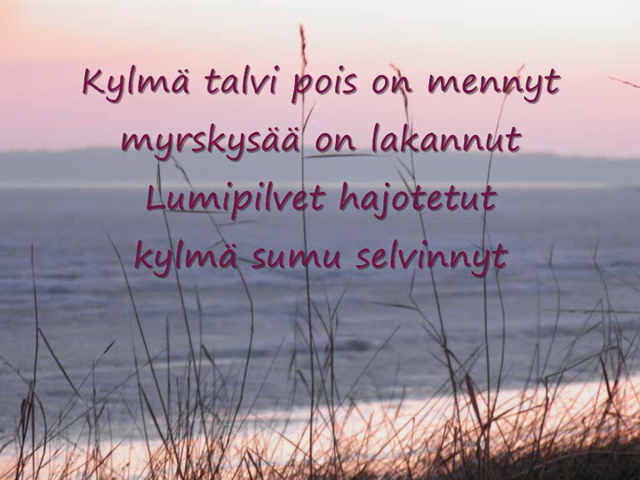 Kylmä talvi pois on mennyt
myrskysää on lakannut
Lumipilvet hajotetut
kylmä sumu selvinnyt